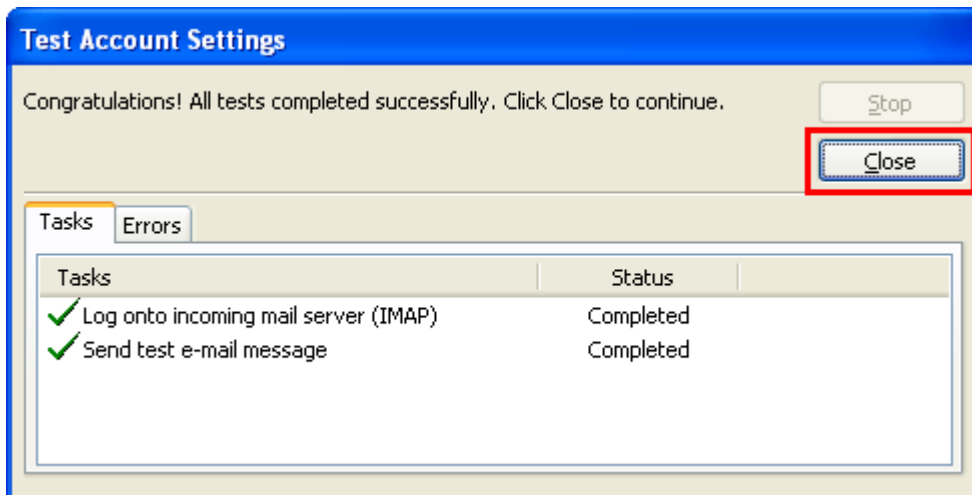 Test Account Settings
Congratulations! All tests completed successfully. Click Close to continue.
Stop
Close
Tasks Errors
Tasks Status
Log onto incoming mail server (IMAP) Completed
Send test e-mail message Completed